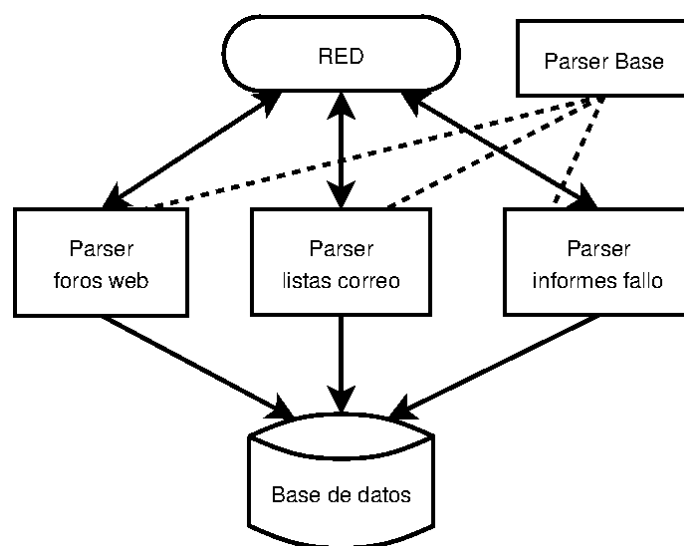 RED
Parser Base
Parser
foros web
Parser
listas correo
Parser
informes fallo
Base de datos